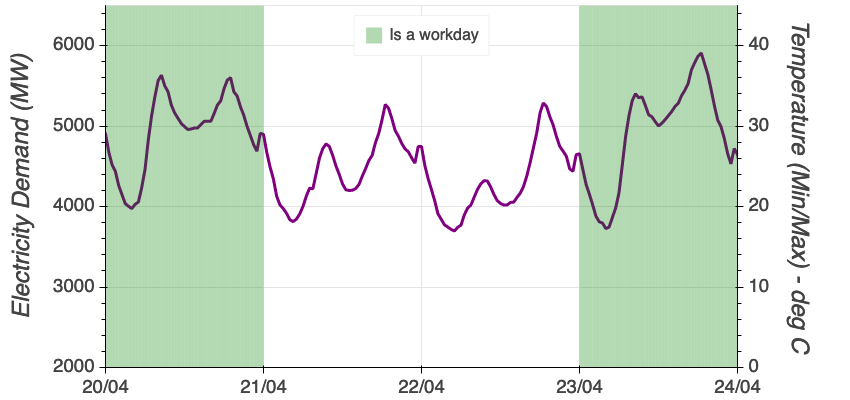 Is a workday
Electricity Demand (MW)
6000
5000
4000
3000
2000
Temperature (Min/Max) - deg C
40
30
20
10
0
20/04 21/04 22/04 23/04 24/04